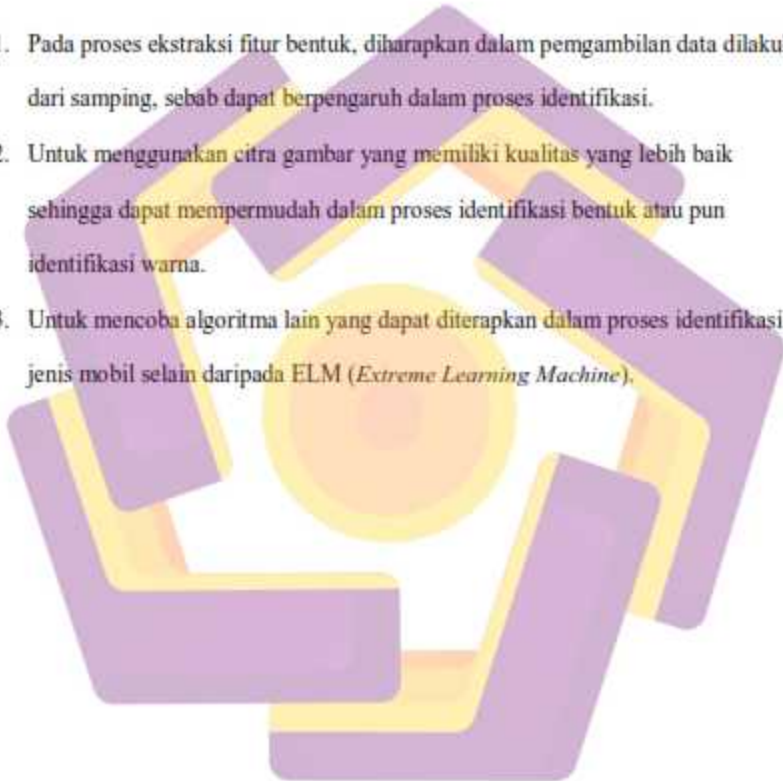 1. Pada proses ekstraksi fitur bentuk, diharapkan dalam pemgambilan data dilaku
dari samping, sebab dapat berpengaruh dalam proses identifikasi.
2. Untuk menggunakan citra gambar yang memiliki kualitas yang lebih baik
sehingga dapat mempermudah dalam proses identifikasi bentuk atau pun
identifikasi warna.
3. Untuk mencoba algoritma lain yang dapat diterapkan dalam proses identifikasi
jenis mobil selain daripada ELM (Extreme Learning Machine).